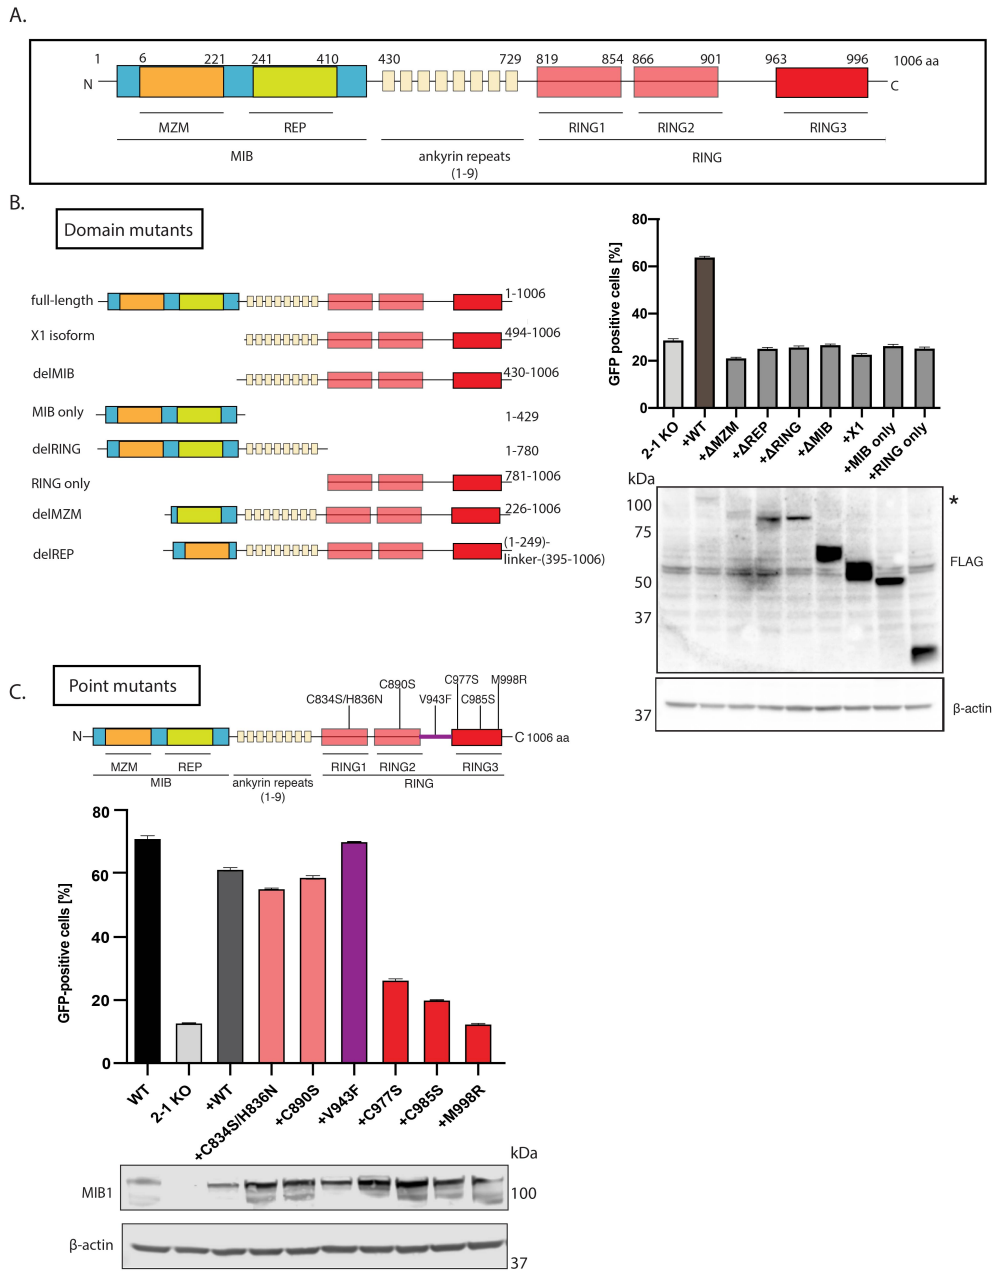 A.
1 6 221 241 410 430 729 819 854 866 901 963 996 1006 aa
N C
MZM REP RING1 RING2 RING3
MIB ankyrin repeats RING
(1-9)
B.
Domain mutants
full-length 1-1006
X1 isoform 494-1006
delMIB 430-1006
MIB only 1-429
delRING 1-780
RING only 781-1006
delMZM 226-1006
delREP (1-249)-
linker-(395-1006)
GFP positive cells [%]
80
60
40
20
0
2-1 KO +WT +ΔMZM +ΔREP +ΔRING +ΔMIB +X1 +MIB only +RING only
kDa
100
75
50
37
*
FLAG
37
β-actin
C.
Point mutants
C834S/H836N C890S V943F C977S C985S M998R
N C 1006 aa
MZM REP RING1 RING2 RING3
MIB ankyrin repeats RING
(1-9)
GFP-positive cells [%]
80
60
40
20
0
WT 2-1 KO +WT +C834S/H836N +C890S +V943F +C977S +C985S +M998R
kDa
MIB1 100
β-actin
37